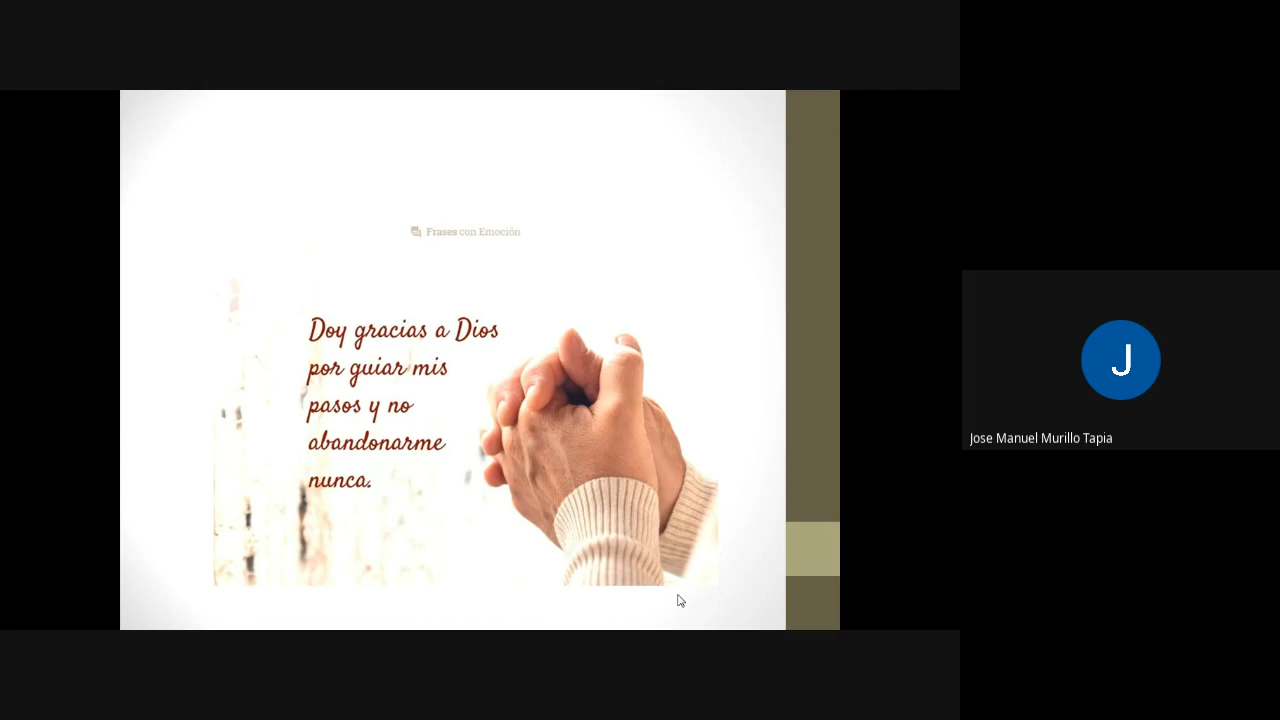 Frases con Emoción
Doy gracias a Dios
por guiar mis
pasos y no
abandonarme
nunca.
J
Jose Manuel Murillo Tapia